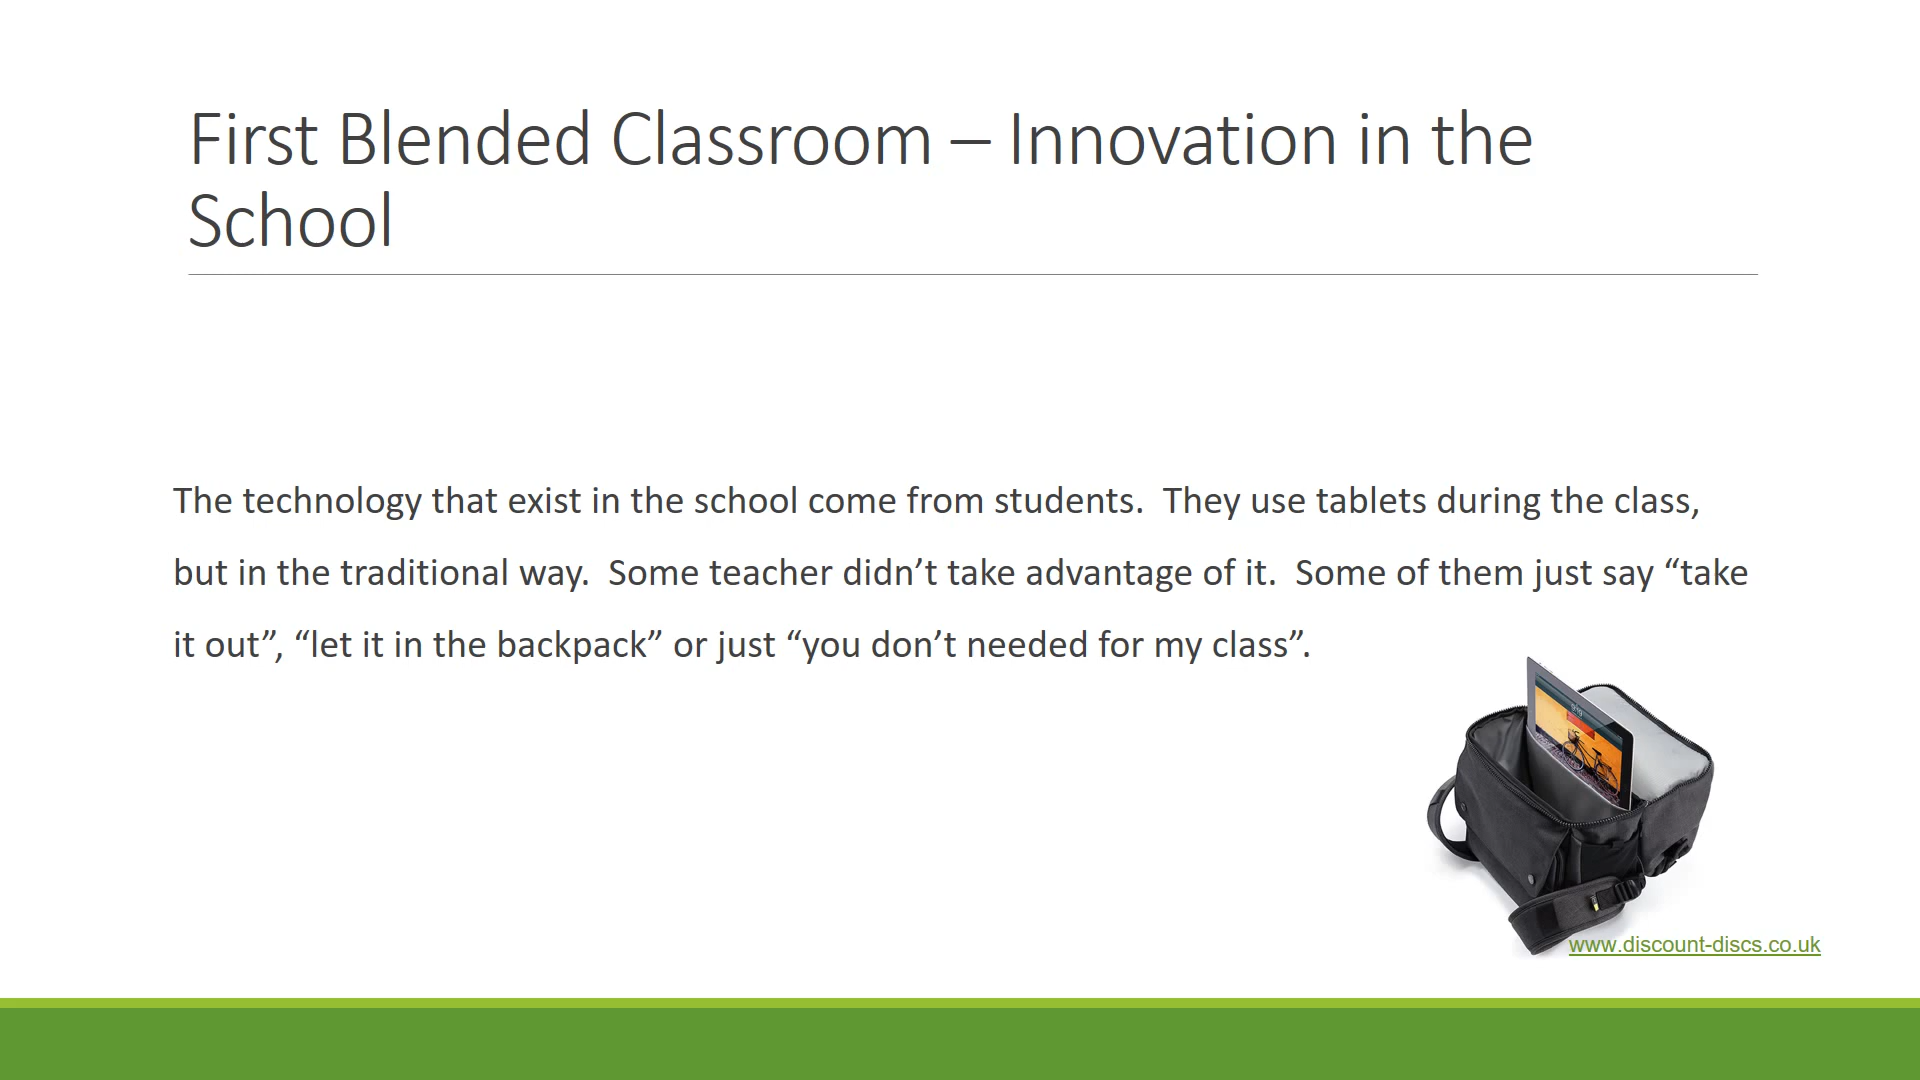 First Blended Classroom – Innovation in the
School
The technology that exist in the school come from students.  They use tablets during the class,
but in the traditional way.  Some teacher didn’t take advantage of it.  Some of them just say “take
it out”, “let it in the backpack” or just “you don’t needed for my class”.
www.discount-discs.co.uk